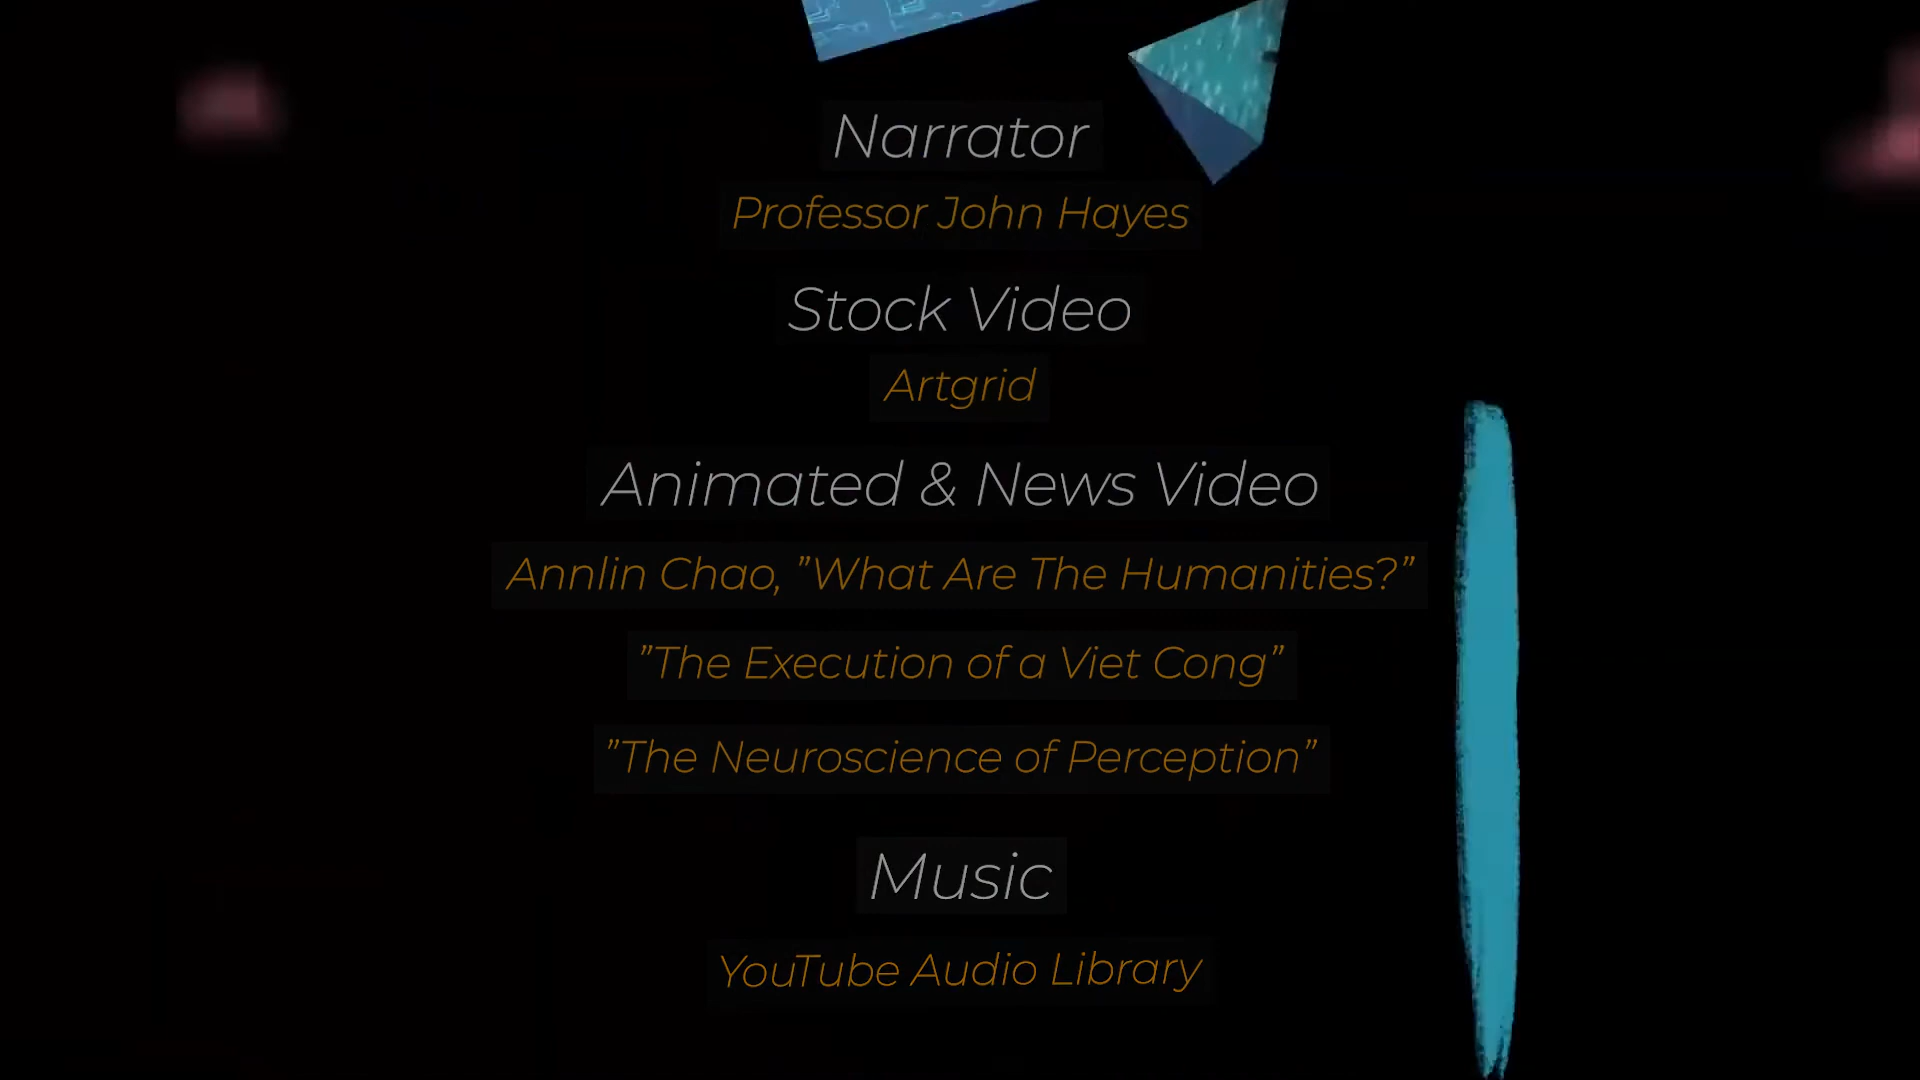 Narrator
Professor John Hayes
Stock Video
Artgrid
Animated & News Video
Annlin Chao, ”What Are The Humanities?”
”The Execution of a Viet Cong”
”The Neuroscience of Perception”
Music
YouTube Audio Library